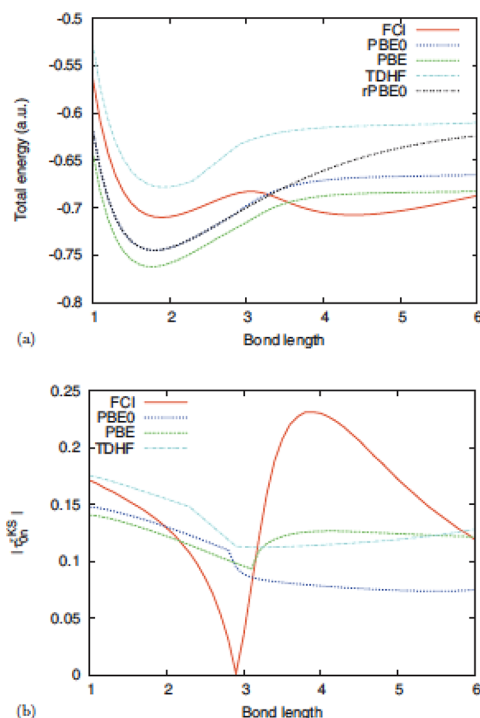 -0.5
-0.55
-0.6
-0.65
-0.7
-0.75
-0.8
Total energy (a.u.)
FCI
PBE0
PBE
TDHF
rPBE0
1 2 3 4 5 6
(a) Bond length
0.25
0.2
0.15
0.1
0.05
0
FCI
PBE0
PBE
TDHF
1 2 3 4 5 6
(b) Bond length